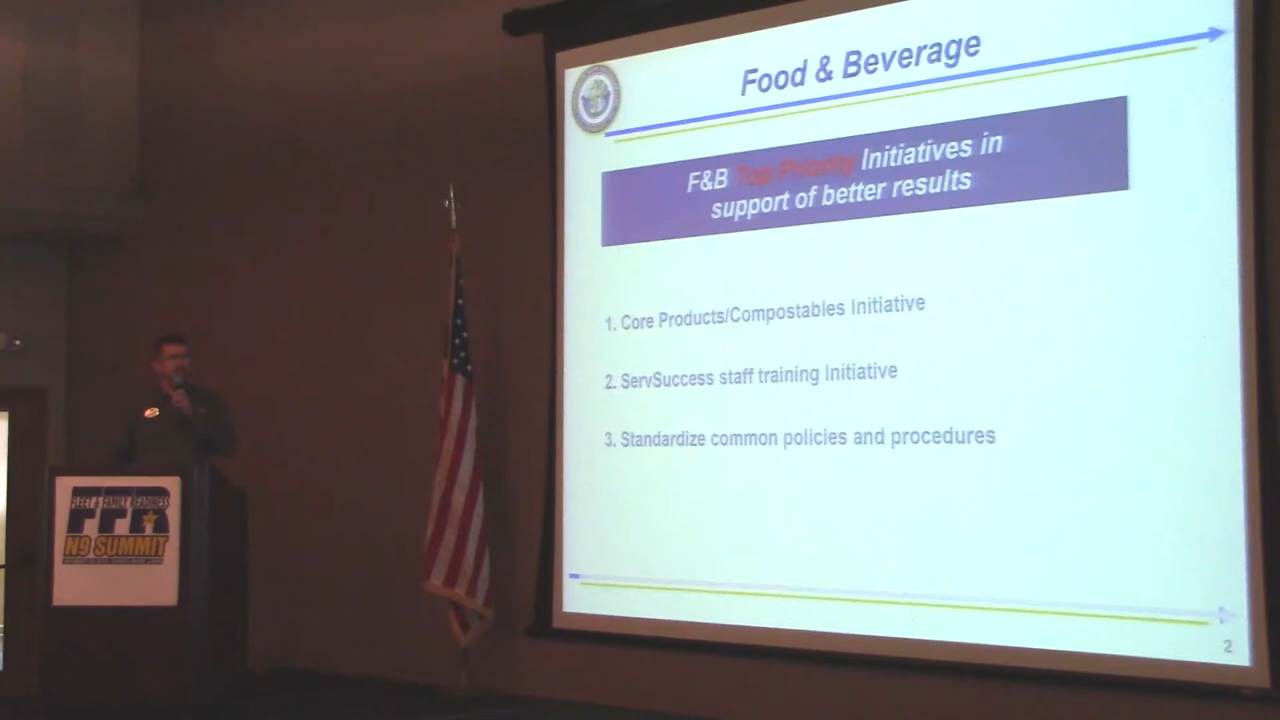 Food & Beverage
F&B Top Priority Initiatives in
support of better results
1. Core Products/Compostables Initiative
2. ServSuccess staff training Initiative
3. Standardize common policies and procedures
2
FLEET & FAMILY READINESS
FFR
N9 SUMMIT